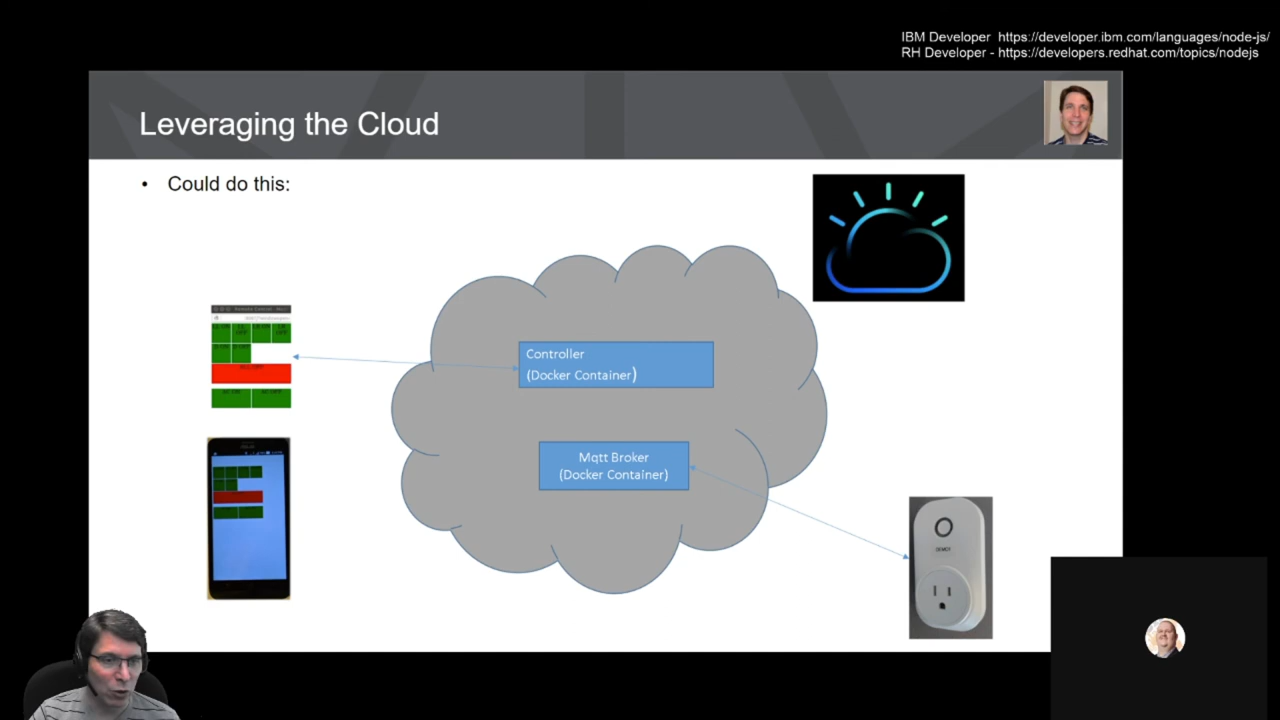 IBM Developer  https://developer.ibm.com/languages/node-js/
RH Developer - https://developers.redhat.com/topics/nodejs
Leveraging the Cloud
• Could do this:
Controller
(Docker Container)
Mqtt Broker
(Docker Container)